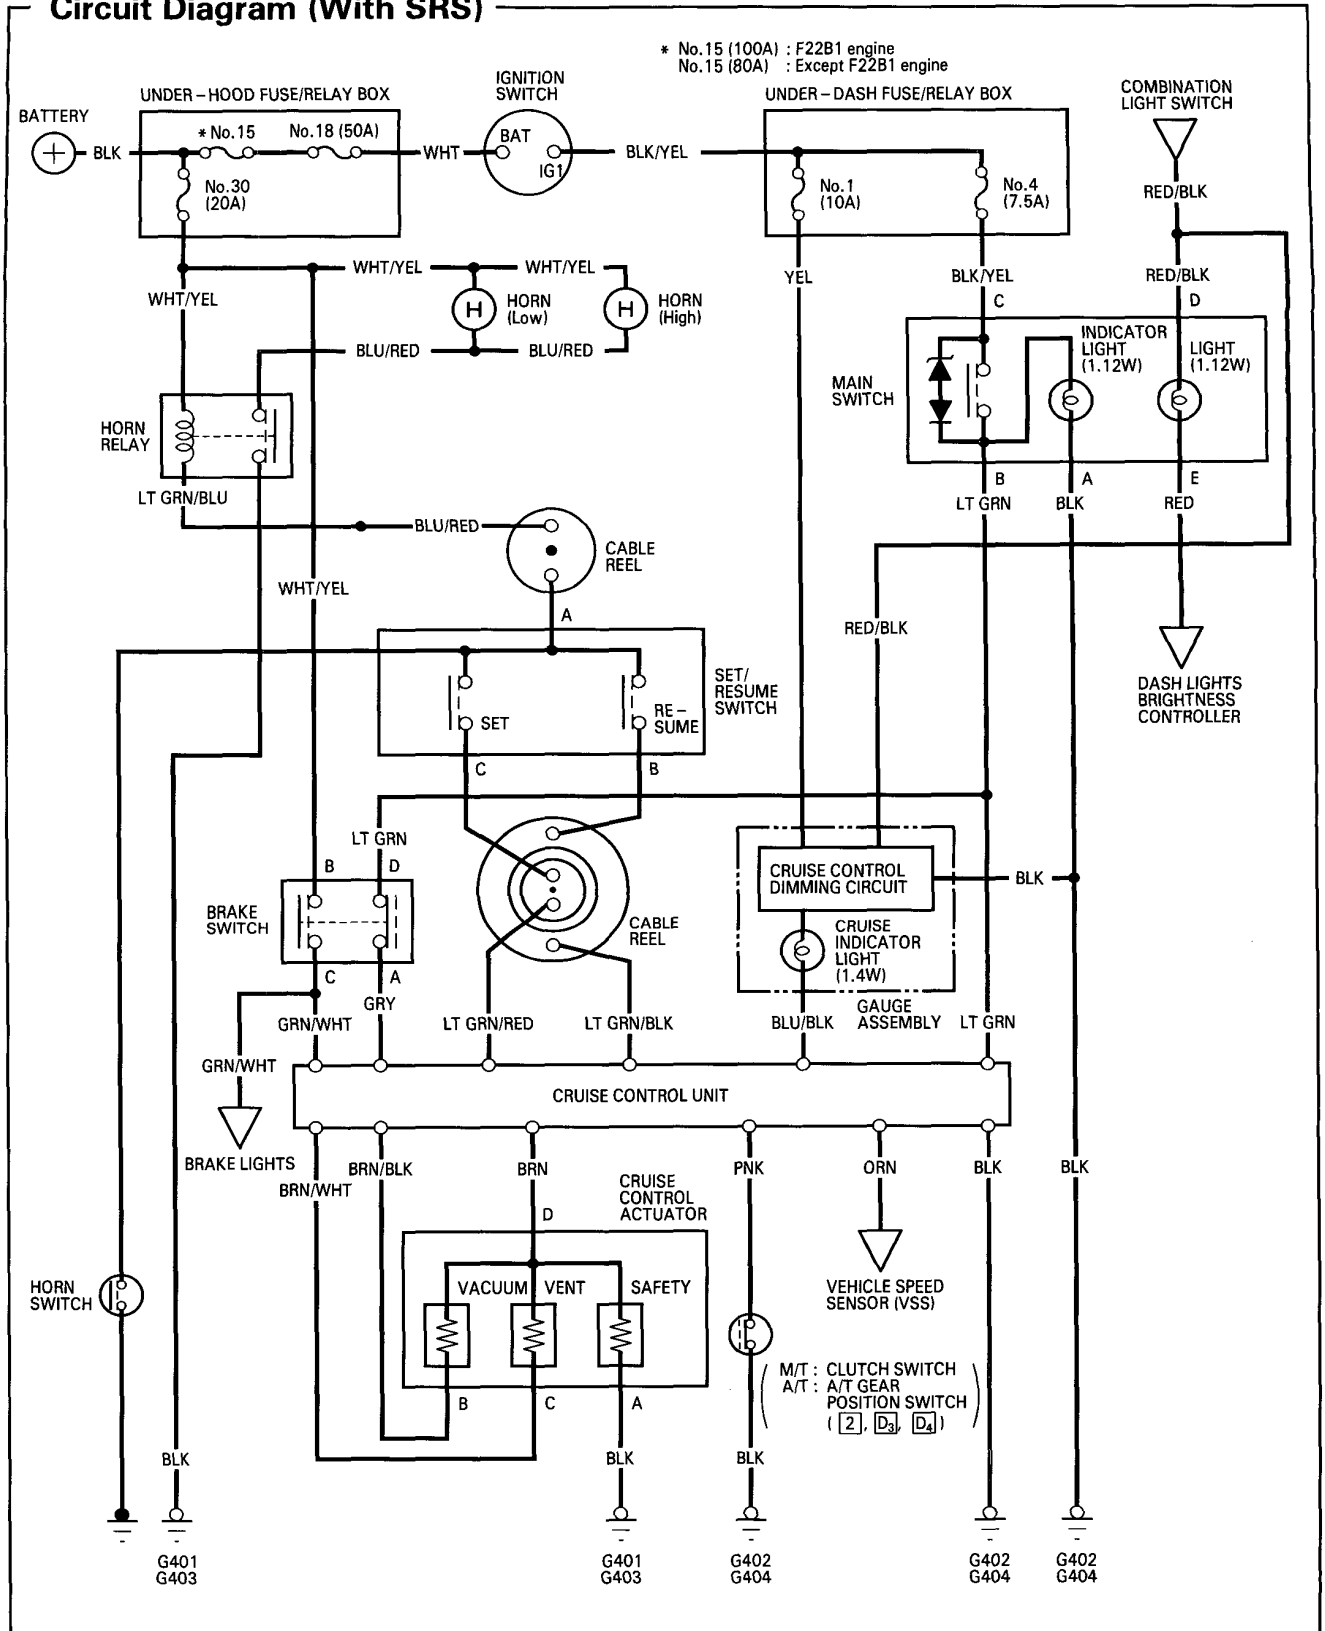 Circuit Diagram (With SRS)
* No.15 (100A) : F22B1 engine
No.15 (80A) : Except F22B1 engine
BATTERY
UNDER-HOOD FUSE/RELAY BOX
IGNITION
SWITCH
UNDER-DASH FUSE/RELAY BOX
COMBINATION
LIGHT SWITCH
+
BLK
* No.15
No.18 (50A)
WHT
BAT
IG1
BLK/YEL
No.30
(20A)
No.1
(10A)
No.4
(7.5A)
RED/BLK
WHT/YEL
WHT/YEL
WHT/YEL
YEL
BLK/YEL
RED/BLK
C
D
H
HORN
(Low)
H
HORN
(High)
BLU/RED
BLU/RED
MAIN
SWITCH
INDICATOR
LIGHT
(1.12W)
LIGHT
(1.12W)
HORN
RELAY
LT GRN/BLU
B
A
E
LT GRN
BLK
RED
BLU/RED
CABLE
REEL
WHT/YEL
A
RED/BLK
SET/
RESUME
SWITCH
SET
RE-
SUME
DASH LIGHTS
BRIGHTNESS
CONTROLLER
C
B
LT GRN
B
D
BRAKE
SWITCH
C
A
CABLE
REEL
CRUISE CONTROL
DIMMING CIRCUIT
BLK
CRUISE
INDICATOR
LIGHT
(1.4W)
GAUGE
ASSEMBLY
GRY
GRN/WHT
LT GRN/RED
LT GRN/BLK
BLU/BLK
LT GRN
GRN/WHT
CRUISE CONTROL UNIT
BRAKE LIGHTS
BRN/WHT
BRN/BLK
BRN
PNK
ORN
BLK
BLK
CRUISE
CONTROL
ACTUATOR
D
VACUUM
VENT
SAFETY
VEHICLE SPEED
SENSOR (VSS)
HORN
SWITCH
M/T : CLUTCH SWITCH
A/T : A/T GEAR
POSITION SWITCH
( 2 , D3, D4 )
B
C
A
BLK
BLK
BLK
G401
G403
G401
G403
G402
G404
G402
G404
G402
G404